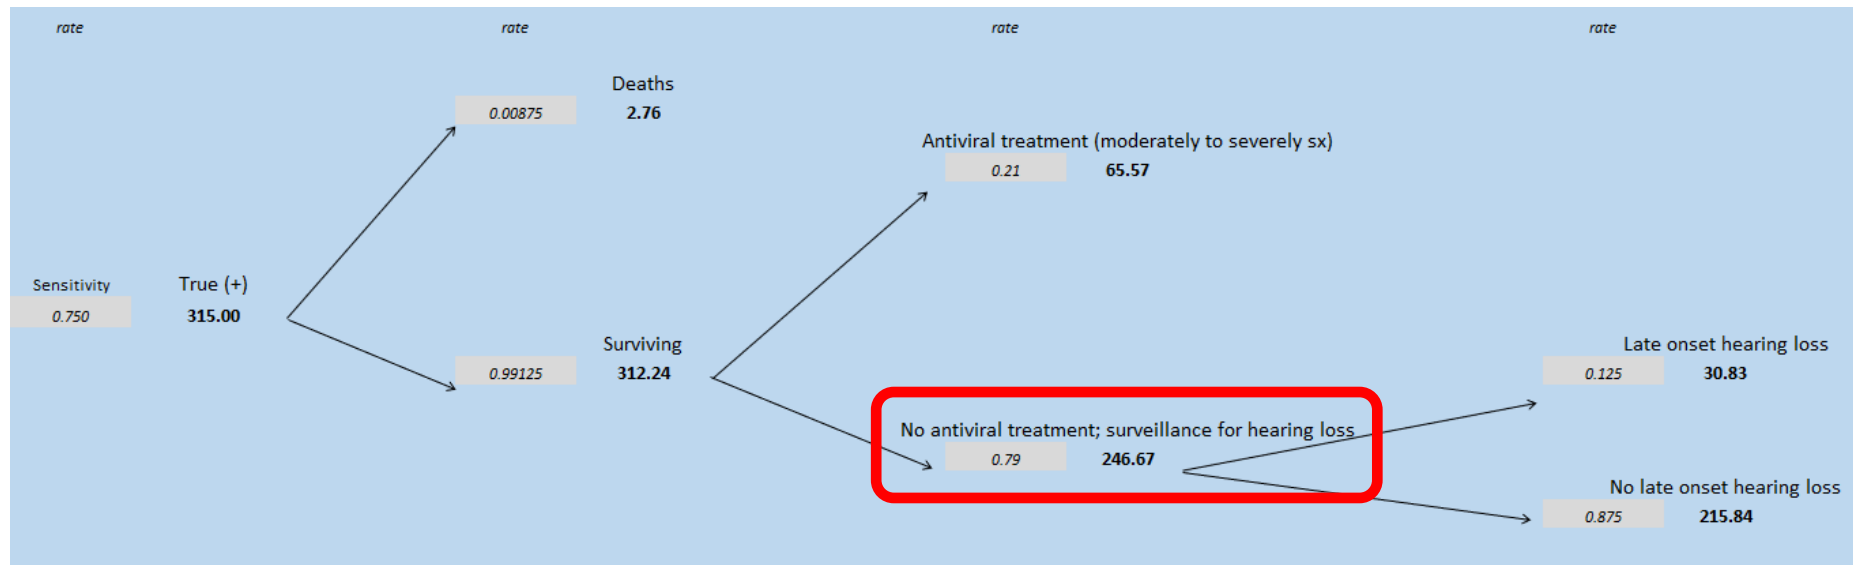 rate rate rate rate
Deaths
0.00875 2.76
Antiviral treatment (moderately to severely sx)
0.21 65.57
Sensitivity True (+)
0.750 315.00
Surviving
0.99125 312.24
Late onset hearing loss
0.125 30.83
No antiviral treatment; surveillance for hearing loss
0.79 246.67
No late onset hearing loss
0.875 215.84